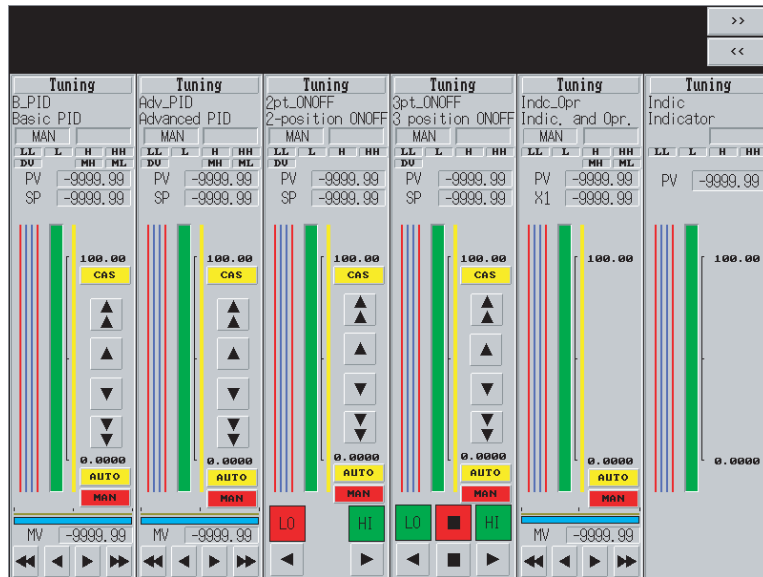 >>
<<
Tuning
B_PID
Basic PID
MAN
LL L H HH
DV MH ML
PV -9999.99
SP -9999.99
100.00
CAS
0.0000
AUTO
MAN
MV -9999.99
Tuning
Adv_PID
Advanced PID
MAN
LL L H HH
DV MH ML
PV -9999.99
SP -9999.99
100.00
CAS
0.0000
AUTO
MAN
MV -9999.99
Tuning
2pt_ONOFF
2-position ONOFF
MAN
LL L H HH
DV
PV -9999.99
SP -9999.99
100.00
CAS
0.0000
AUTO
MAN
LO HI
Tuning
3pt_ONOFF
3 position ONOFF
MAN
LL L H HH
DV
PV -9999.99
SP -9999.99
100.00
CAS
0.0000
AUTO
MAN
LO HI
Tuning
Indc_Opr
Indic. and Opr.
MAN
LL L H HH
MH ML
PV -9999.99
X1 -9999.99
100.00
0.0000
AUTO
MAN
MV -9999.99
Tuning
Indic
Indicator
LL L H HH
PV -9999.99
100.00
0.0000